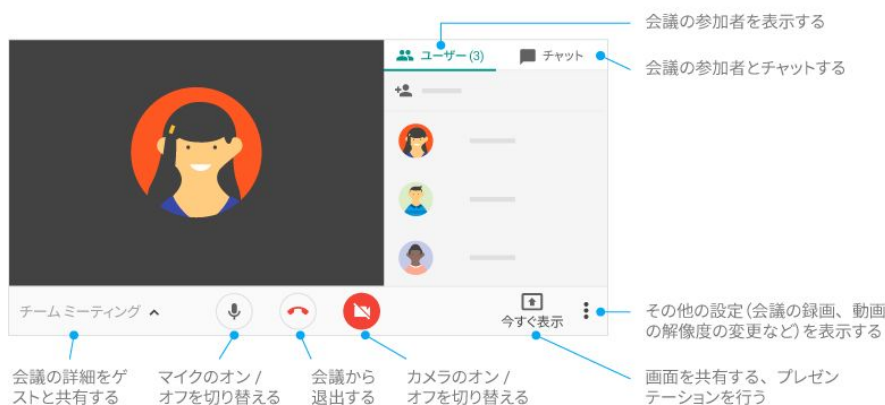 会議の参加者を表示する
ユーザー (3)
チャット
会議の参加者とチャットする
チーム ミーティング
今すぐ表示
その他の設定（会議の録画、動画
の解像度の変更など）を表示する
会議の詳細をゲ
ストと共有する
マイクのオン /
オフを切り替える
会議から
退出する
カメラのオン /
オフを切り替える
画面を共有する、プレゼン
テーションを行う